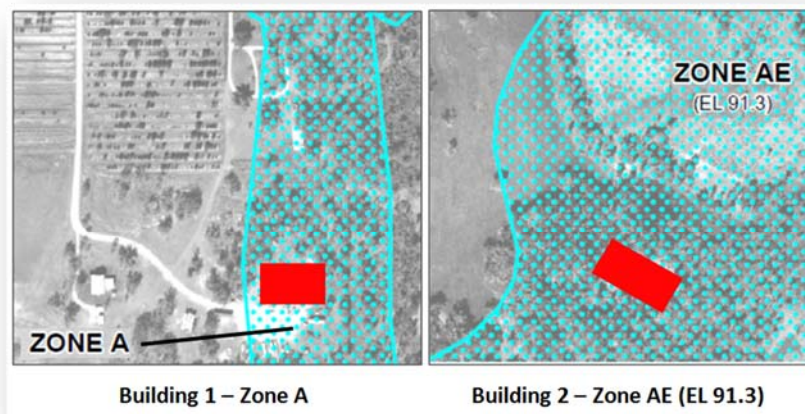 ZONE A
ZONE AE
(EL 91.3)
Building 1 – Zone A
Building 2 – Zone AE (EL 91.3)